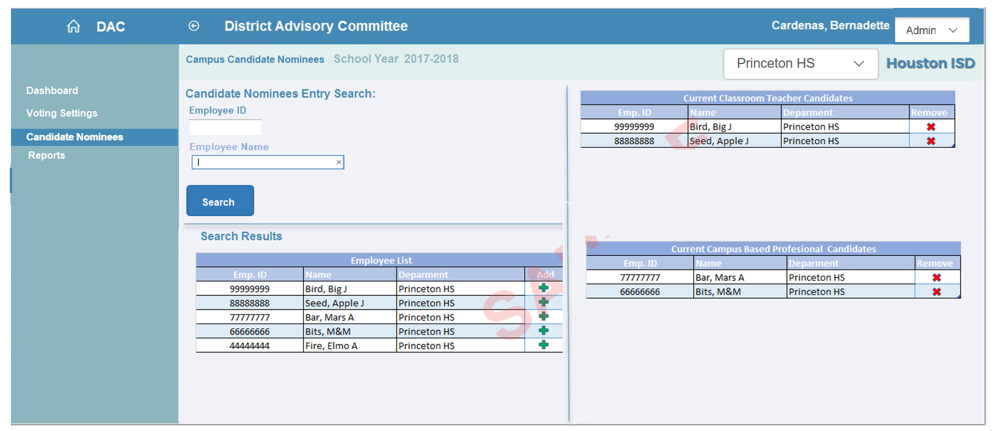 DAC
District Advisory Committee
Cardenas, Bernadette
Admin
Campus Candidate Nominees School Year 2017-2018
Princeton HS
Houston ISD
Dashboard
Voting Settings
Candidate Nominees
Reports
Candidate Nominees Entry Search:
Employee ID
Employee Name
Search
Search Results
Employee List
Emp. ID Name Deparment Add
99999999 Bird, Big J Princeton HS
88888888 Seed, Apple J Princeton HS
77777777 Bar, Mars A Princeton HS
66666666 Bits, M&M Princeton HS
44444444 Fire, Elmo A Princeton HS
Current Classroom Teacher Candidates
Emp. ID Name Deparment Remove
99999999 Bird, Big J Princeton HS
88888888 Seed, Apple J Princeton HS
Current Campus Based Profesional Candidates
Emp. ID Name Deparment Remove
77777777 Bar, Mars A Princeton HS
66666666 Bits, M&M Princeton HS